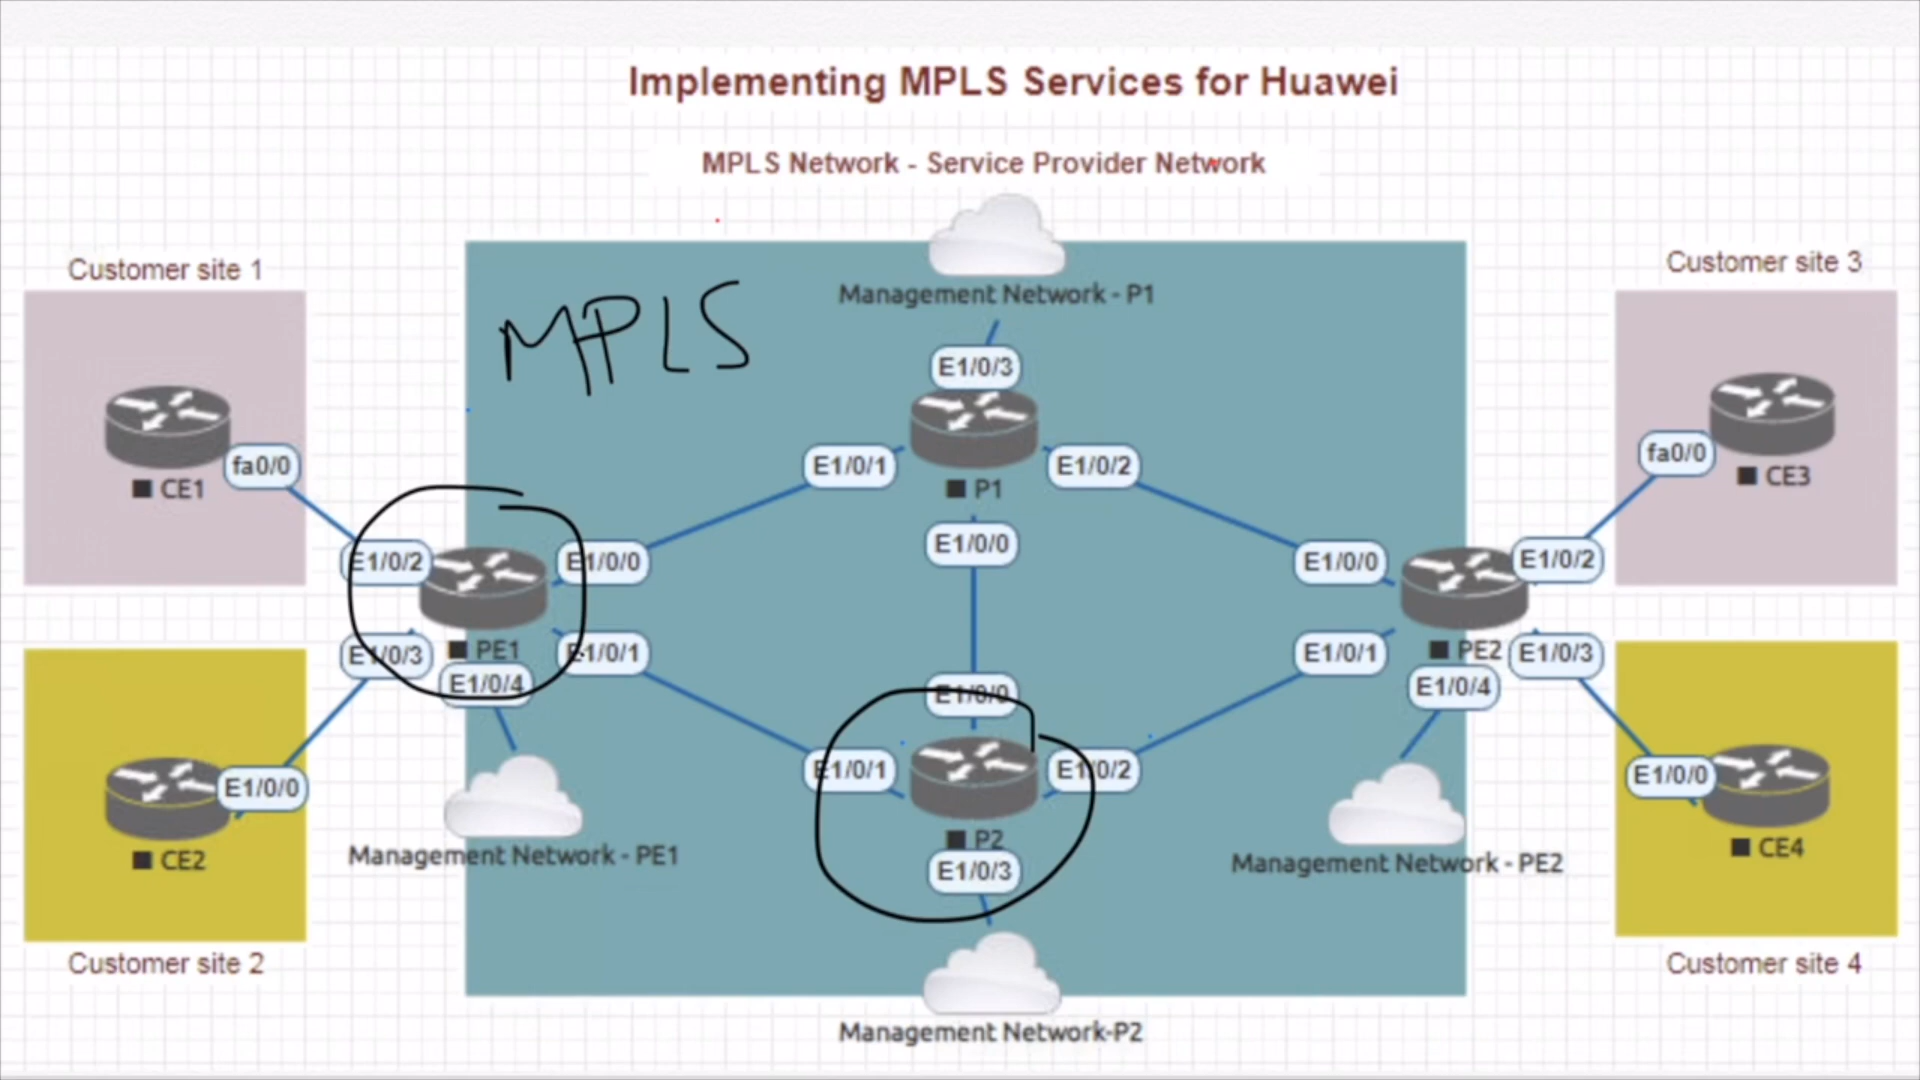 Implementing MPLS Services for Huawei
MPLS Network - Service Provider Network
Customer site 1
Customer site 3
Management Network - P1
MPLS
E1/0/3
fa0/0
E1/0/1
E1/0/2
fa0/0
CE1
P1
CE3
E1/0/2
E1/0/0
E1/0/0
E1/0/0
E1/0/2
E1/0/3
PE1
E1/0/1
E1/0/1
PE2
E1/0/3
E1/0/4
E1/0/0
E1/0/4
E1/0/0
E1/0/1
E1/0/2
E1/0/0
CE2
P2
CE4
Management Network - PE1
E1/0/3
Management Network - PE2
Customer site 2
Customer site 4
Management Network-P2